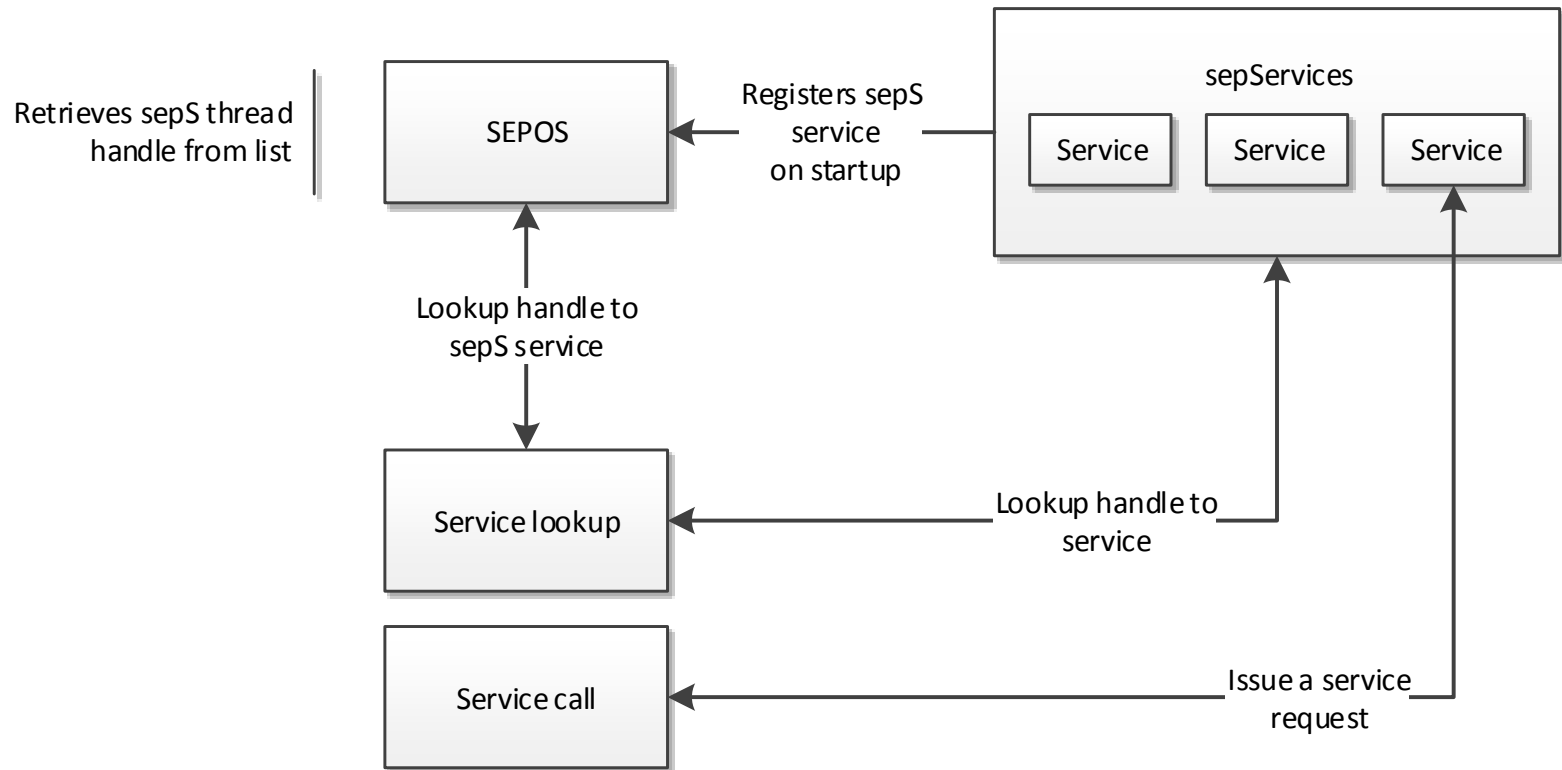 Retrieves sepS thread
handle from list
SEPOS
Registers sepS
service
on startup
sepServices
Service
Service
Service
Lookup handle to
sepS service
Service lookup
Lookup handle to
service
Service call
Issue a service
request